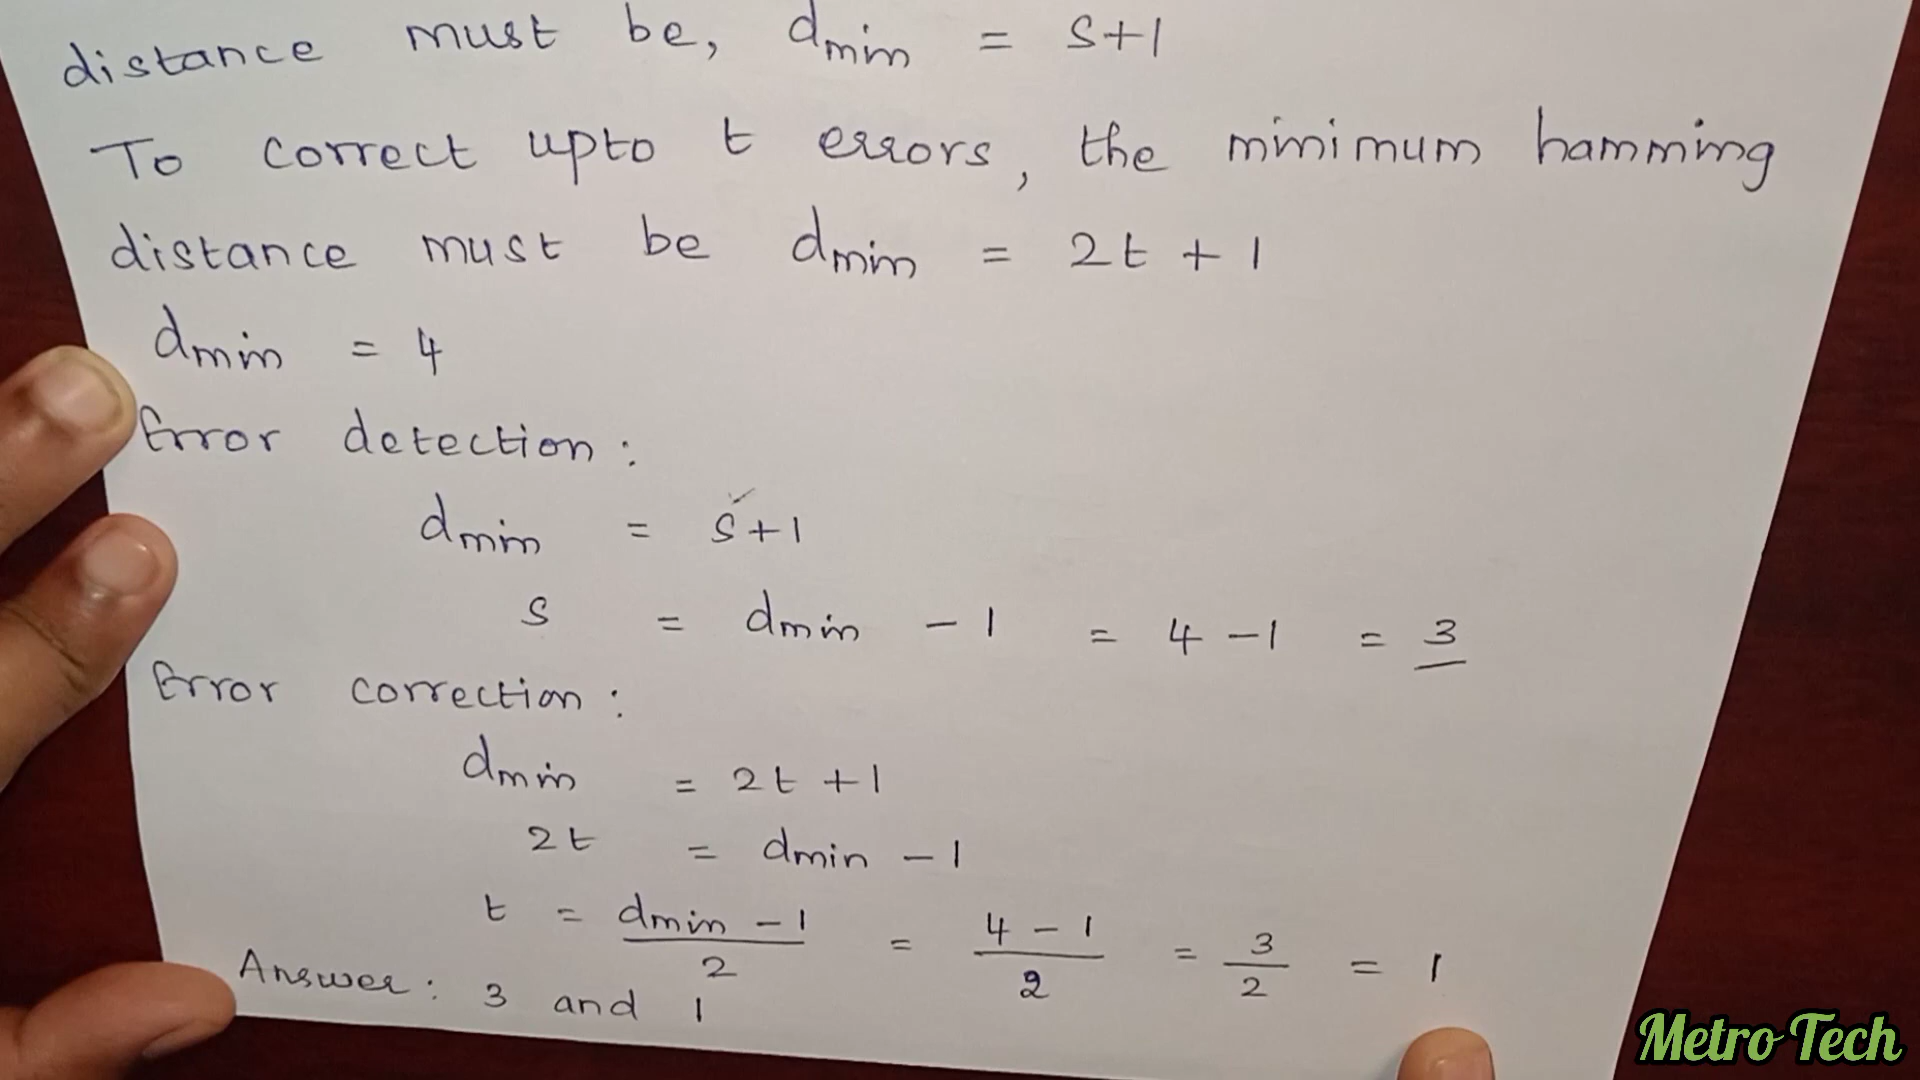 distance must be, dmin = s+1
To correct upto t errors, the minimum hamming
distance must be dmin = 2t + 1
dmin = 4
Error detection:
dmin = s+1
s = dmin - 1 = 4 - 1 = 3
Error correction:
dmin = 2t + 1
2t = dmin - 1
t = dmin - 1 / 2 = 4 - 1 / 2 = 3 / 2 = 1
Answer: 3 and 1
Metro Tech